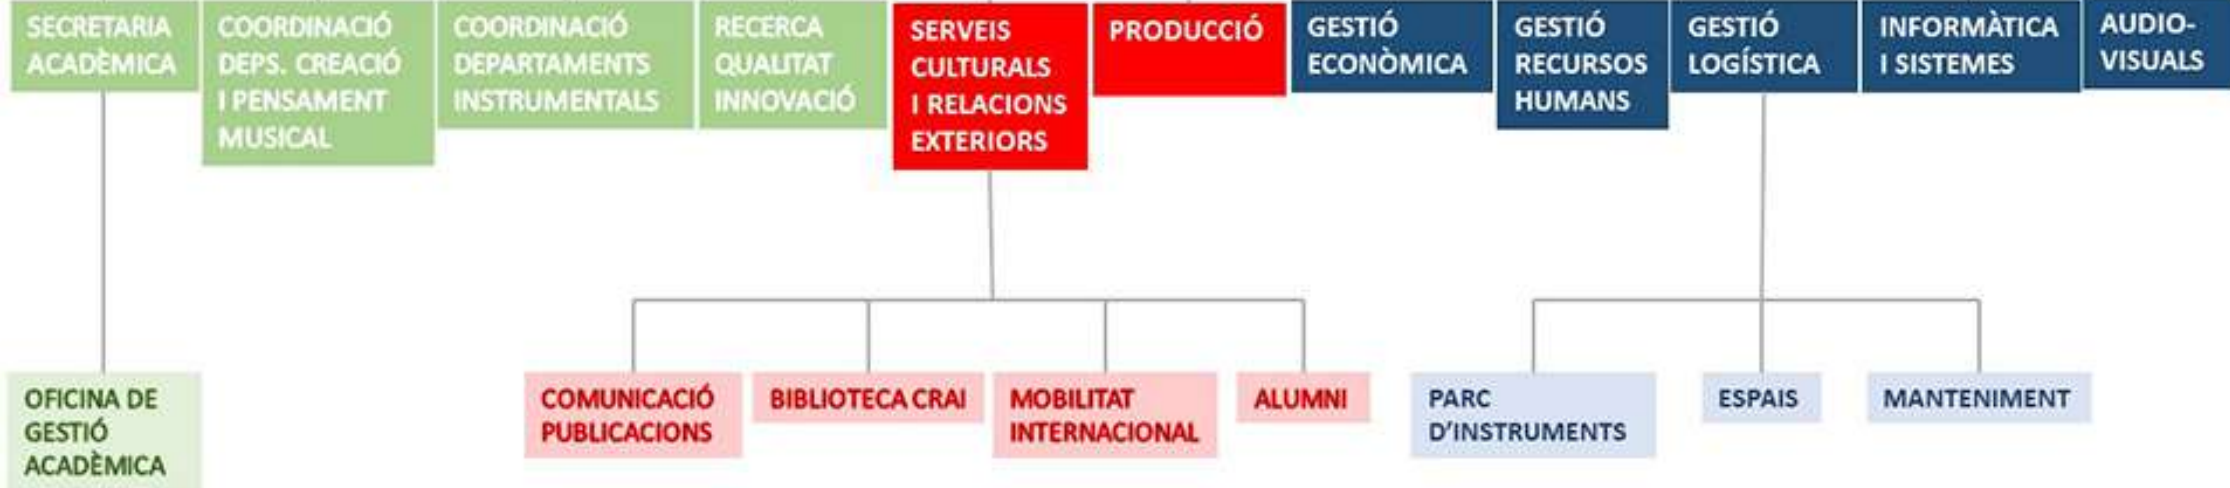 SECRETARIA
ACADÈMICA
COORDINACIÓ
DEPS. CREACIÓ
I PENSAMENT
MUSICAL
COORDINACIÓ
DEPARTAMENTS
INSTRUMENTALS
RECERCA
QUALITAT
INNOVACIÓ
SERVEIS
CULTURALS
I RELACIONS
EXTERIORS
PRODUCCIÓ
GESTIÓ
ECONÒMICA
GESTIÓ
RECURSOS
HUMANS
GESTIÓ
LOGÍSTICA
INFORMÀTICA
I SISTEMES
AUDIO-
VISUALS
OFICINA DE
GESTIÓ
ACADÈMICA
COMUNICACIÓ
PUBLICACIONS
BIBLIOTECA CRAI
MOBILITAT
INTERNACIONAL
ALUMNI
PARC
D'INSTRUMENTS
ESPAIS
MANTENIMENT